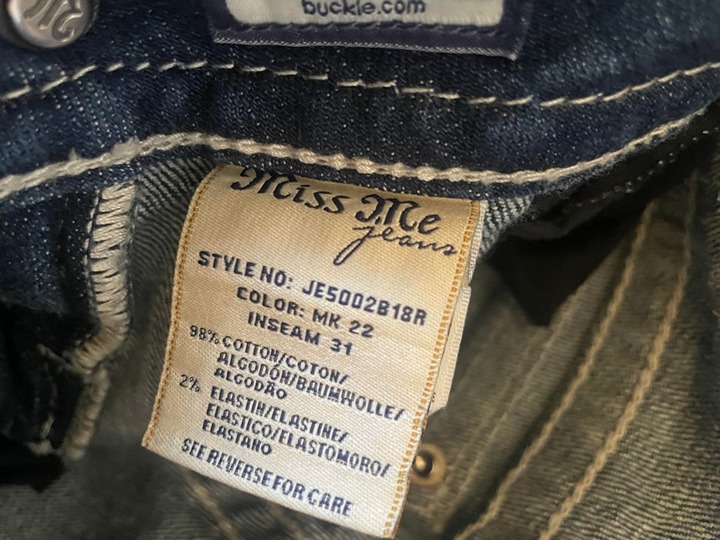 buckle.com
Miss Me
Jeans
STYLE NO: JE5002B18R
COLOR: MK 22
INSEAM 31
98% COTTON/COTON/
ALGODÓN/BAUMWOLLE/
ALGODÃO
2% ELASTIN/ELASTINE/
ELASTICO/ELASTOMORO/
ELASTANO
SEE REVERSE FOR CARE